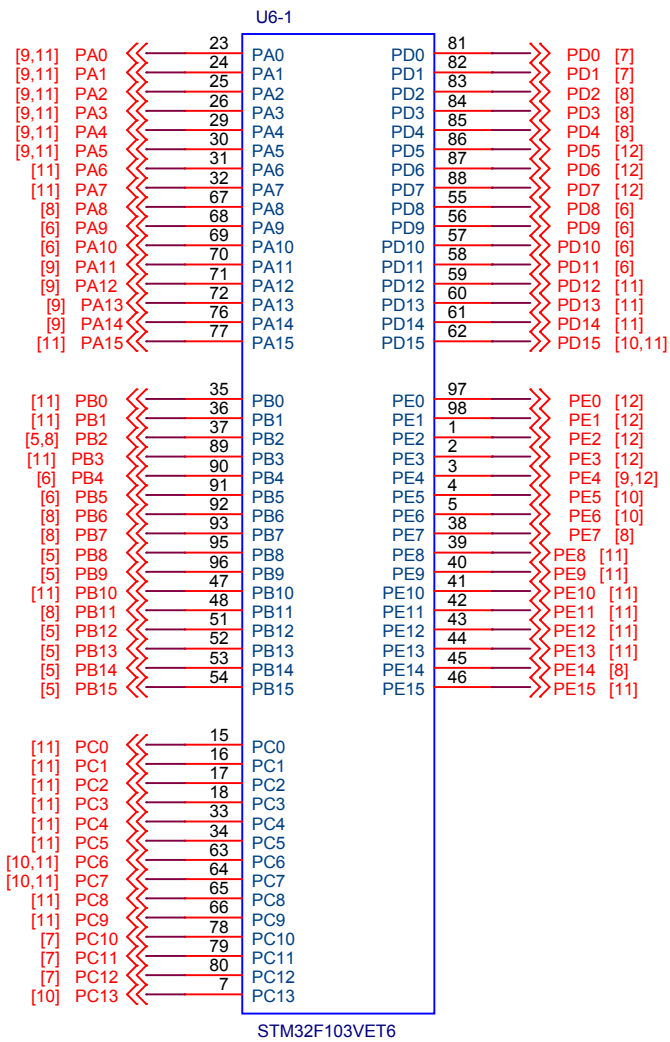 U6-1
[9,11] PA0 23 PA0 PD0 81 PD0 [7]
[9,11] PA1 24 PA1 PD1 82 PD1 [7]
[9,11] PA2 25 PA2 PD2 83 PD2 [8]
[9,11] PA3 26 PA3 PD3 84 PD3 [8]
[9,11] PA4 29 PA4 PD4 85 PD4 [8]
[9,11] PA5 30 PA5 PD5 86 PD5 [12]
[11] PA6 31 PA6 PD6 87 PD6 [12]
[11] PA7 32 PA7 PD7 88 PD7 [12]
[8] PA8 67 PA8 PD8 55 PD8 [6]
[6] PA9 68 PA9 PD9 56 PD9 [6]
[6] PA10 69 PA10 PD10 57 PD10 [6]
[9] PA11 70 PA11 PD11 58 PD11 [6]
[9] PA12 71 PA12 PD12 59 PD12 [11]
[9] PA13 72 PA13 PD13 60 PD13 [11]
[9] PA14 76 PA14 PD14 61 PD14 [11]
[11] PA15 77 PA15 PD15 62 PD15 [10,11]
[11] PB0 35 PB0 PE0 97 PE0 [12]
[11] PB1 36 PB1 PE1 98 PE1 [12]
[5,8] PB2 37 PB2 PE2 1 PE2 [12]
[11] PB3 89 PB3 PE3 2 PE3 [12]
[6] PB4 90 PB4 PE4 3 PE4 [9,12]
[6] PB5 91 PB5 PE5 4 PE5 [10]
[8] PB6 92 PB6 PE6 5 PE6 [10]
[8] PB7 93 PB7 PE7 38 PE7 [8]
[5] PB8 95 PB8 PE8 39 PE8 [11]
[5] PB9 96 PB9 PE9 40 PE9 [11]
[11] PB10 47 PB10 PE10 41 PE10 [11]
[8] PB11 48 PB11 PE11 42 PE11 [11]
[5] PB12 51 PB12 PE12 43 PE12 [11]
[5] PB13 52 PB13 PE13 44 PE13 [11]
[5] PB14 53 PB14 PE14 45 PE14 [8]
[5] PB15 54 PB15 PE15 46 PE15 [11]
[11] PC0 15 PC0
[11] PC1 16 PC1
[11] PC2 17 PC2
[11] PC3 18 PC3
[11] PC4 33 PC4
[11] PC5 34 PC5
[10,11] PC6 63 PC6
[10,11] PC7 64 PC7
[11] PC8 65 PC8
[11] PC9 66 PC9
[7] PC10 78 PC10
[7] PC11 79 PC11
[7] PC12 80 PC12
[10] PC13 7 PC13
STM32F103VET6